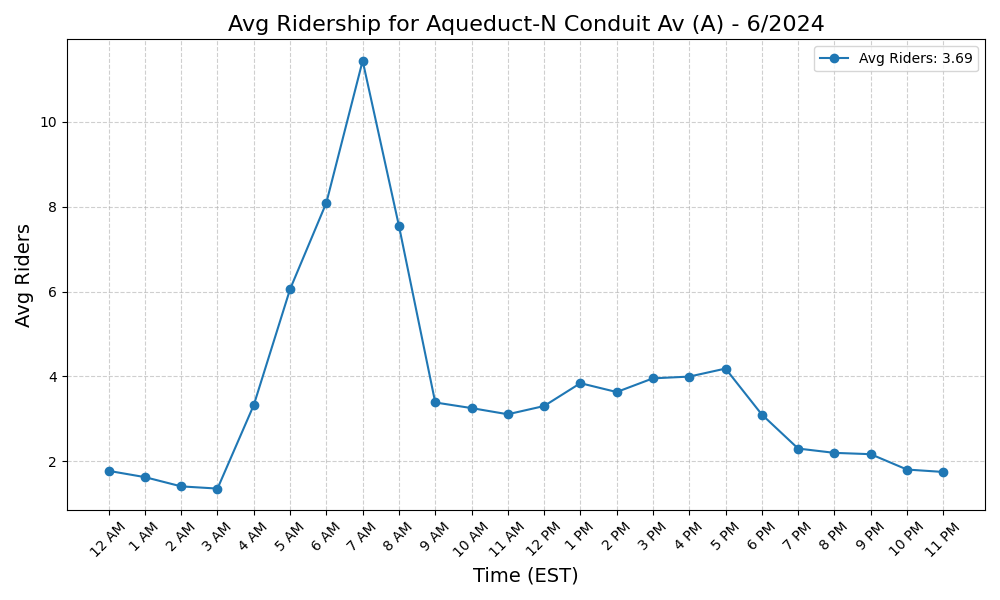 Avg Ridership for Aqueduct-N Conduit Av (A) - 6/2024
Avg Riders: 3.69
Avg Riders
10
8
6
4
2
12 AM
1 AM
2 AM
3 AM
4 AM
5 AM
6 AM
7 AM
8 AM
9 AM
10 AM
11 AM
12 PM
1 PM
2 PM
3 PM
4 PM
5 PM
6 PM
7 PM
8 PM
9 PM
10 PM
11 PM
Time (EST)